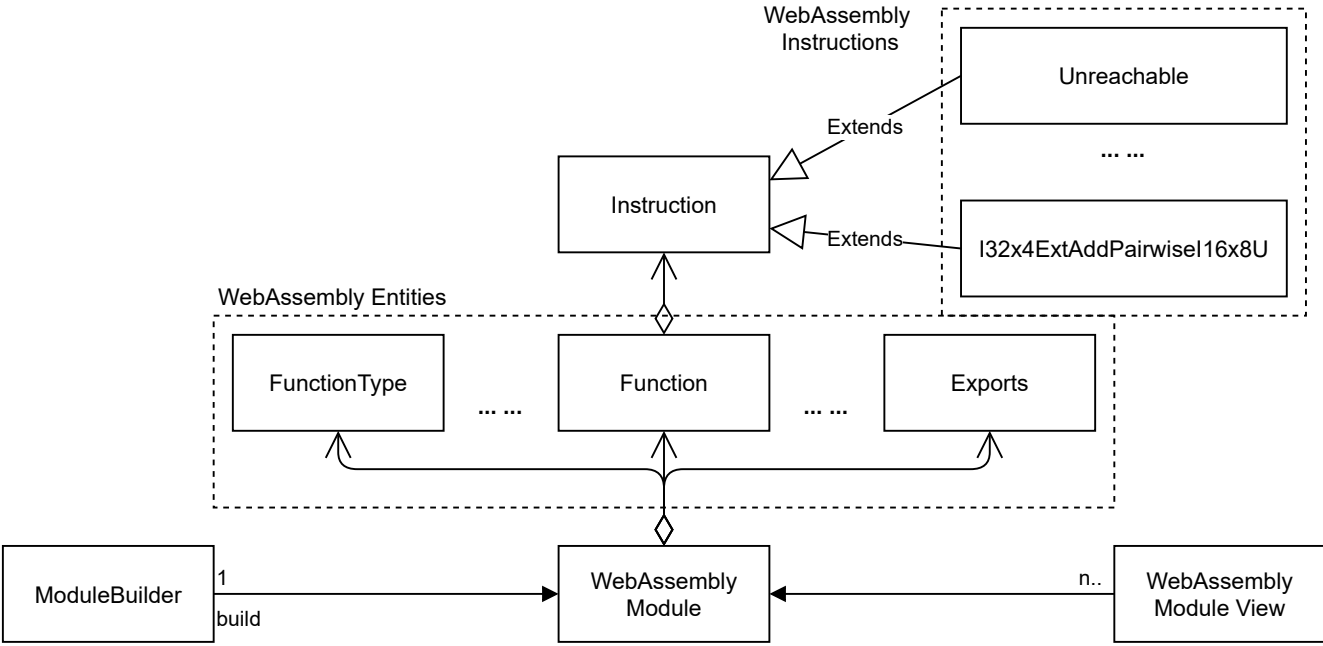 WebAssembly
Instructions
Unreachable
Extends
... ...
Instruction
Extends
I32x4ExtAddPairwiseI16x8U
WebAssembly Entities
FunctionType
... ...
Function
... ...
Exports
ModuleBuilder
1
build
WebAssembly
Module
n..
WebAssembly
Module View